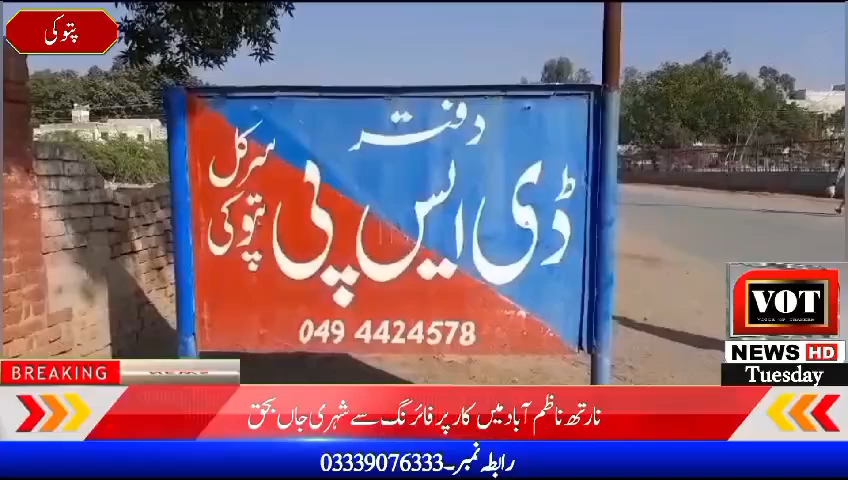 پتوکی
دفتر
ڈی ایس پی
سرکل
پتوکی
049 4424578
VOT
NEWS HD
Tuesday
BREAKING
NEWS
نارتھ ناظم آباد میں کار پر فائرنگ سے شہری جاں بحق
رابطہ نمبر۔03339076333